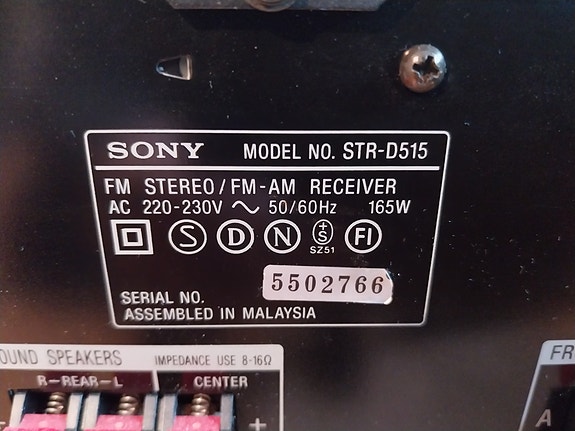 SONY MODEL NO. STR-D515
FM STEREO/FM-AM RECEIVER
AC 220-230V ~ 50/60Hz 165W
S D N +S FI
SZ51
5502766
SERIAL NO.
ASSEMBLED IN MALAYSIA
OUND SPEAKERS IMPEDANCE USE 8-16Ω
R-REAR-L CENTER
- +
FR
A